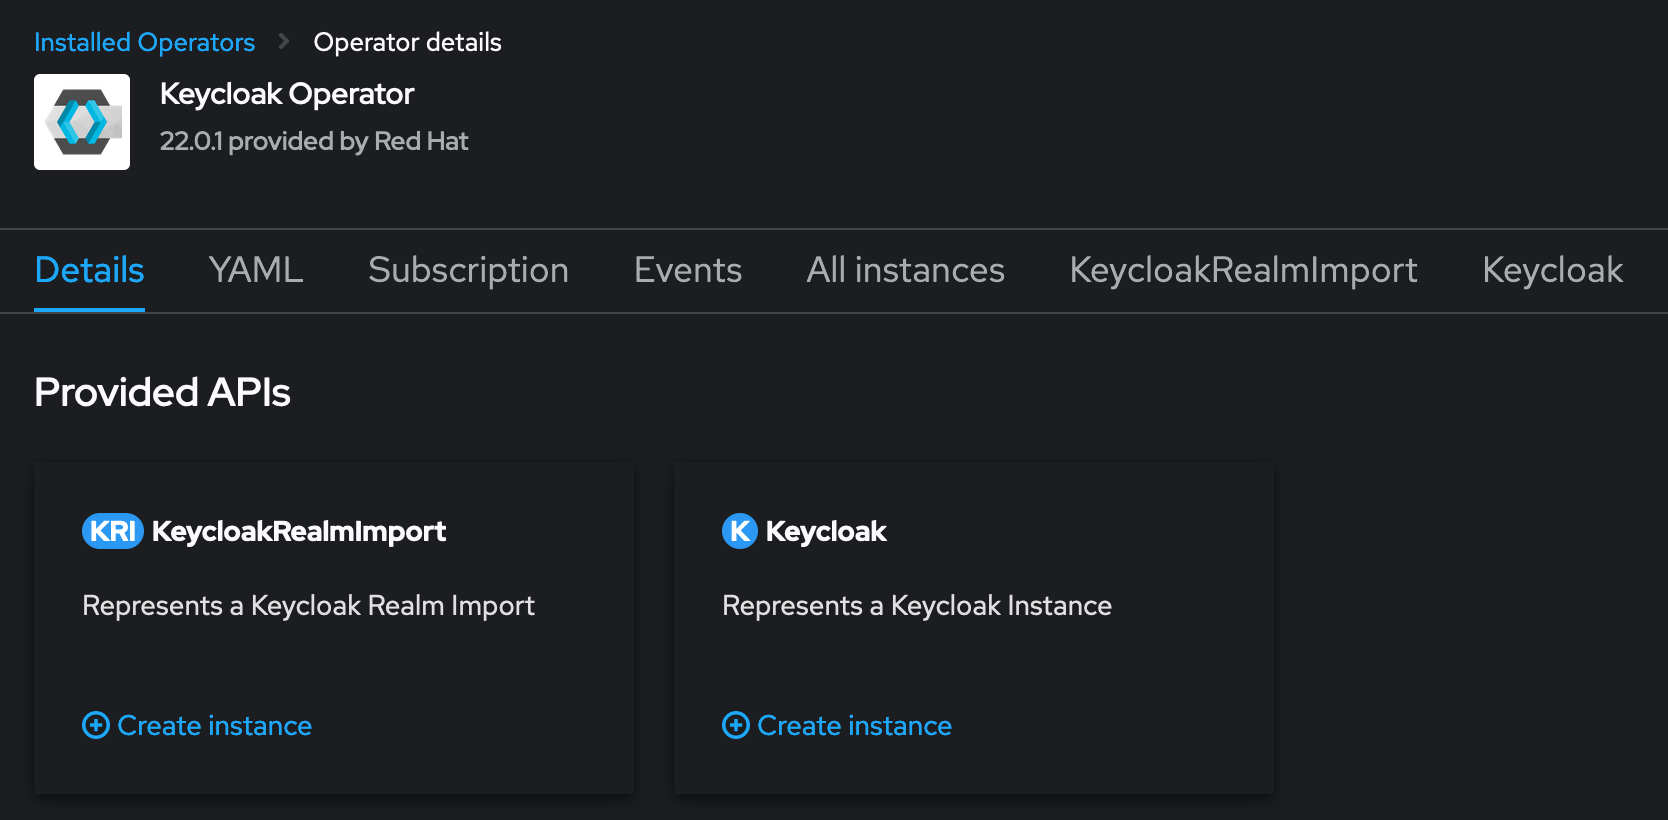 Installed Operators > Operator details
Keycloak Operator
22.0.1 provided by Red Hat
Details YAML Subscription Events All instances KeycloakRealmImport Keycloak
Provided APIs
KRI KeycloakRealmImport
Represents a Keycloak Realm Import
Create instance
K Keycloak
Represents a Keycloak Instance
Create instance